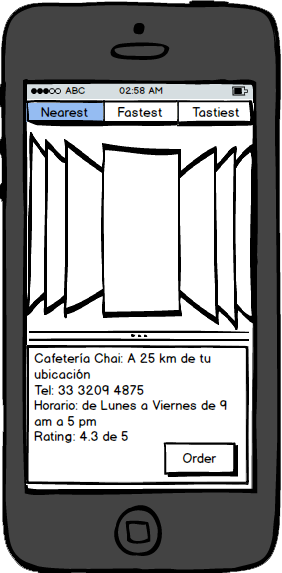 ABC 02:58 AM
Nearest Fastest Tastiest
Cafetería Chai: A 25 km de tu
ubicación
Tel: 33 3209 4875
Horario: de Lunes a Viernes de 9
am a 5 pm
Rating: 4.3 de 5
Order